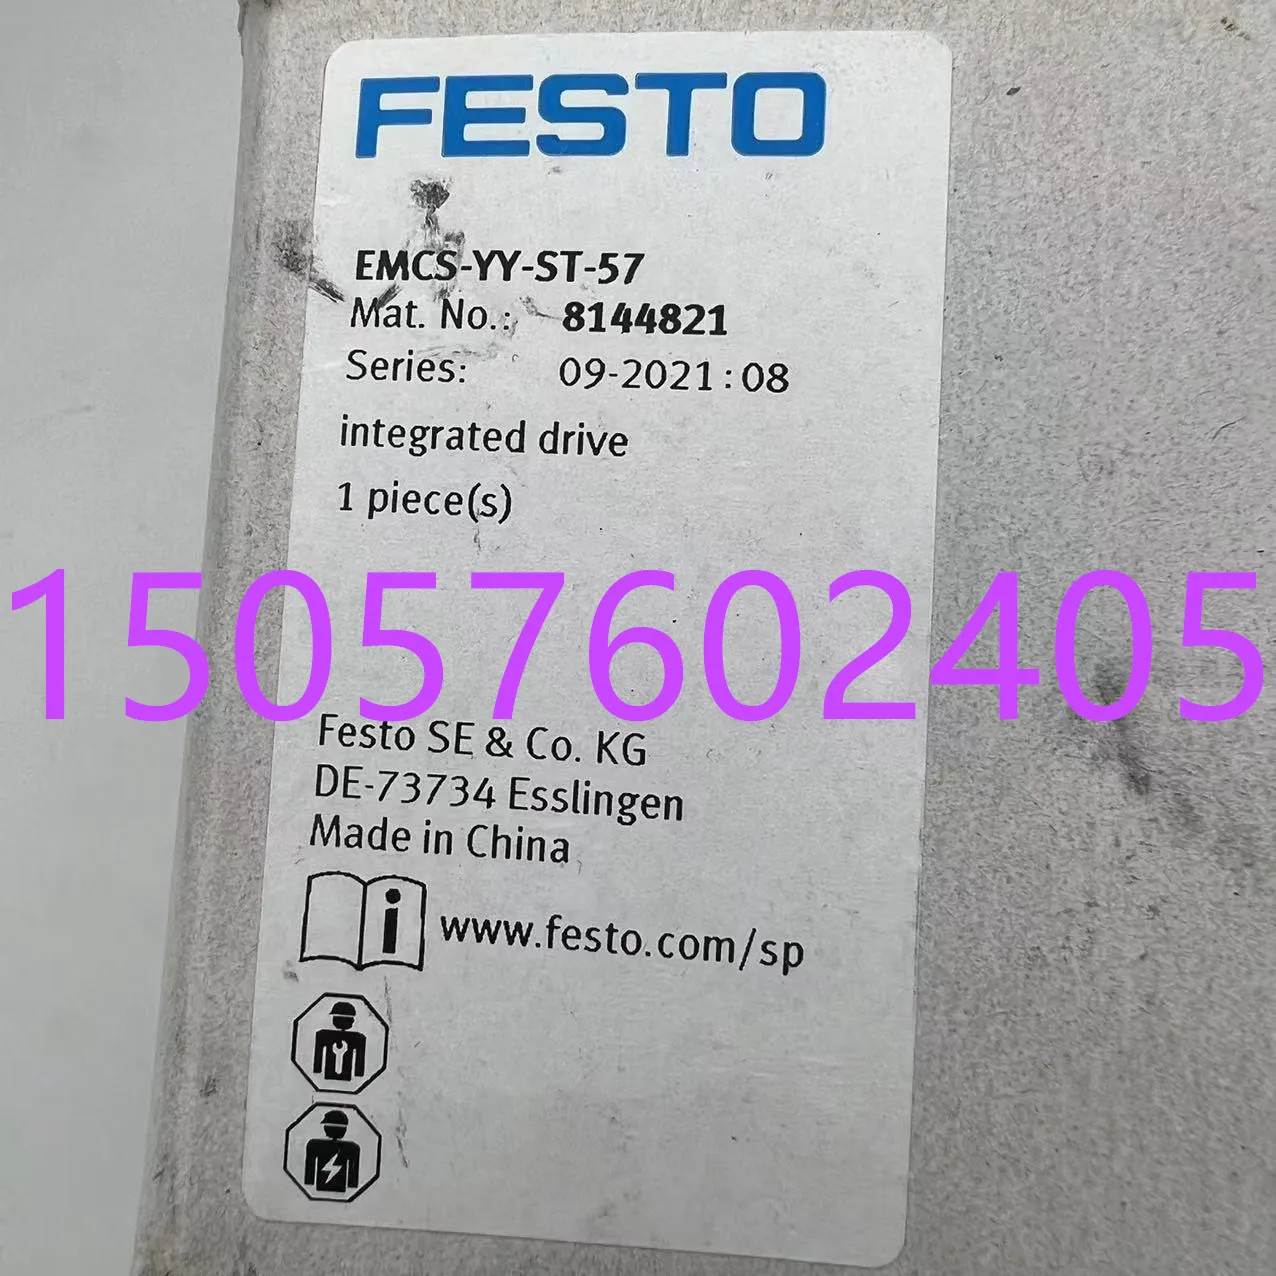 FESTO
EMCS-YY-ST-57
Mat. No.: 8144821
Series: 09-2021:08
integrated drive
1 piece(s)
15057602405
Festo SE & Co. KG
DE-73734 Esslingen
Made in China
www.festo.com/sp